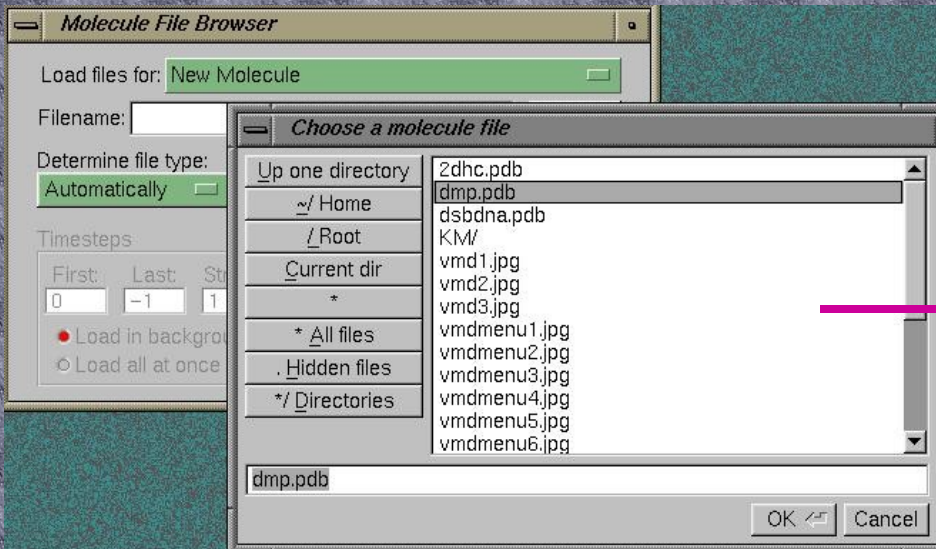 Molecule File Browser
Load files for: New Molecule
Filename:
Determine file type:
Automatically
Timesteps
First: Last:
0 -1 1
Load in
Load all at once
Choose a molecule file
Up one directory
~/ Home
/ Root
Current dir
*
* All files
. Hidden files
*/ Directories
2dhc.pdb
dmp.pdb
dsbdna.pdb
KM/
vmd1.jpg
vmd2.jpg
vmd3.jpg
vmdmenu1.jpg
vmdmenu2.jpg
vmdmenu3.jpg
vmdmenu4.jpg
vmdmenu5.jpg
vmdmenu6.jpg
dmp.pdb
OK Cancel